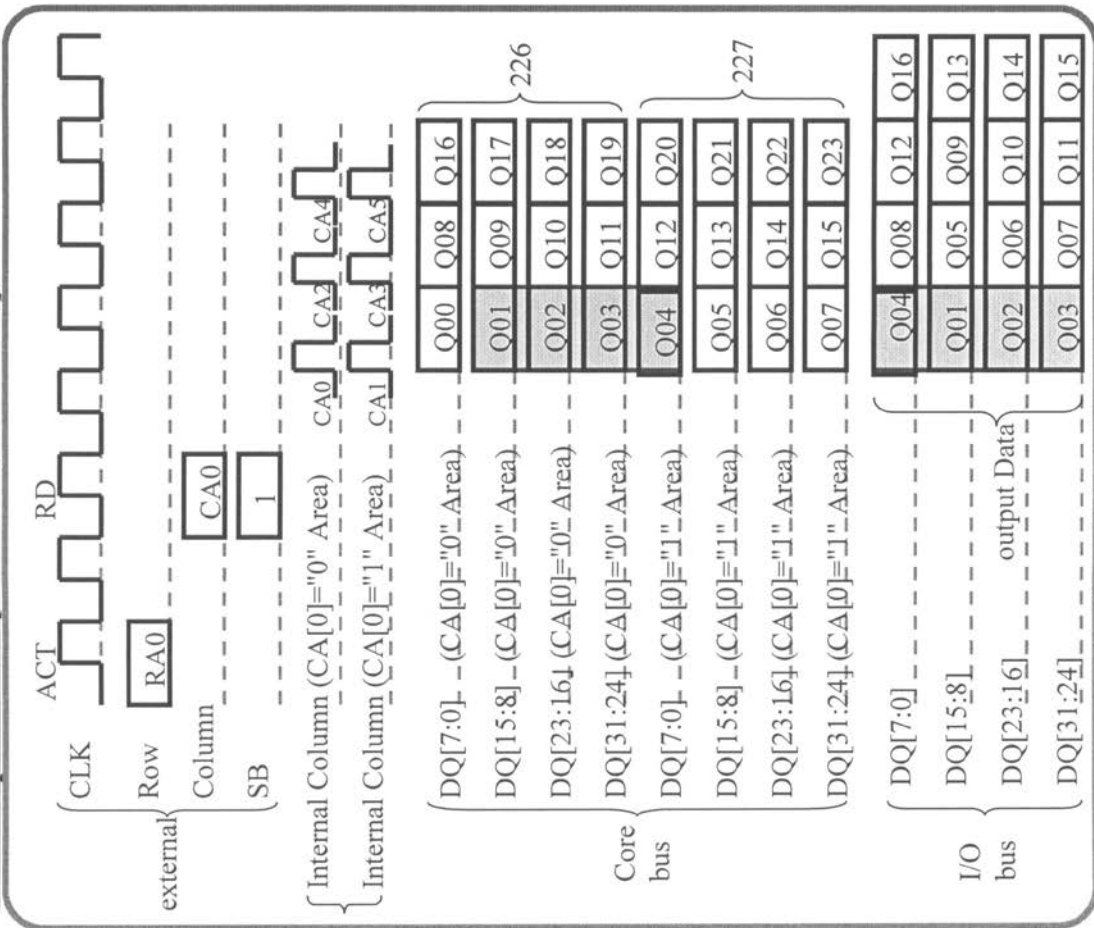 ACT RD
CLK
Row RA0
Column CA0
SB 1
external
Internal Column (CA[0]="0" Area) CA0 CA2 CA4
Internal Column (CA[0]="1" Area) CA1 CA3 CA5
DQ[7:0] (CA[0]="0" Area) Q00 Q08 Q16
DQ[15:8] (CA[0]="0" Area) Q01 Q09 Q17
DQ[23:16] (CA[0]="0" Area) Q02 Q10 Q18
DQ[31:24] (CA[0]="0" Area) Q03 Q11 Q19
226
DQ[7:0] (CA[0]="1" Area) Q04 Q12 Q20
DQ[15:8] (CA[0]="1" Area) Q05 Q13 Q21
DQ[23:16] (CA[0]="1" Area) Q06 Q14 Q22
DQ[31:24] (CA[0]="1" Area) Q07 Q15 Q23
227
Core
bus
DQ[7:0] Q04 Q08 Q12 Q16
DQ[15:8] Q01 Q05 Q09 Q13
DQ[23:16] Q02 Q06 Q10 Q14
DQ[31:24] Q03 Q07 Q11 Q15
output Data
I/O
bus